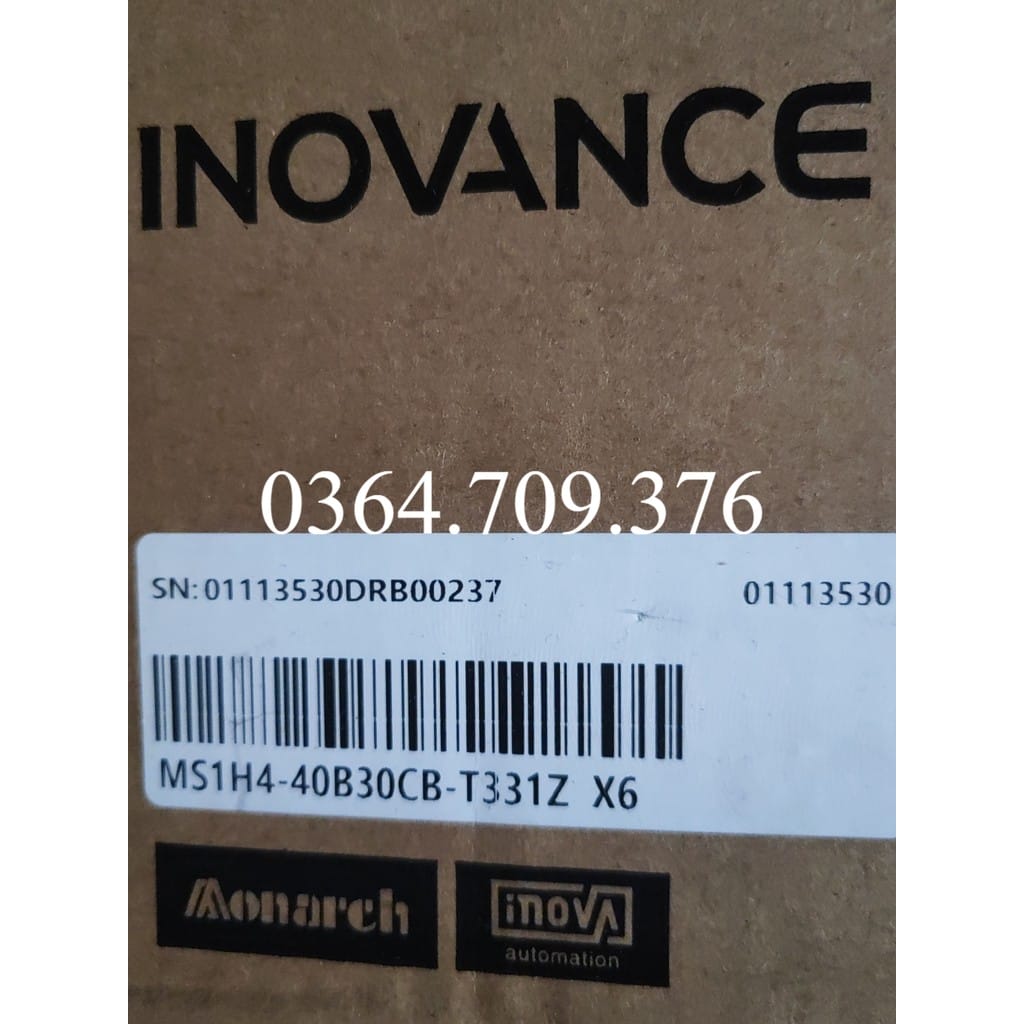 INOVANCE
0364.709.376
SN:01113530DRB00237
01113530
MS1H4-40B30CB-T331Z X6
Monarch
inovA
automation